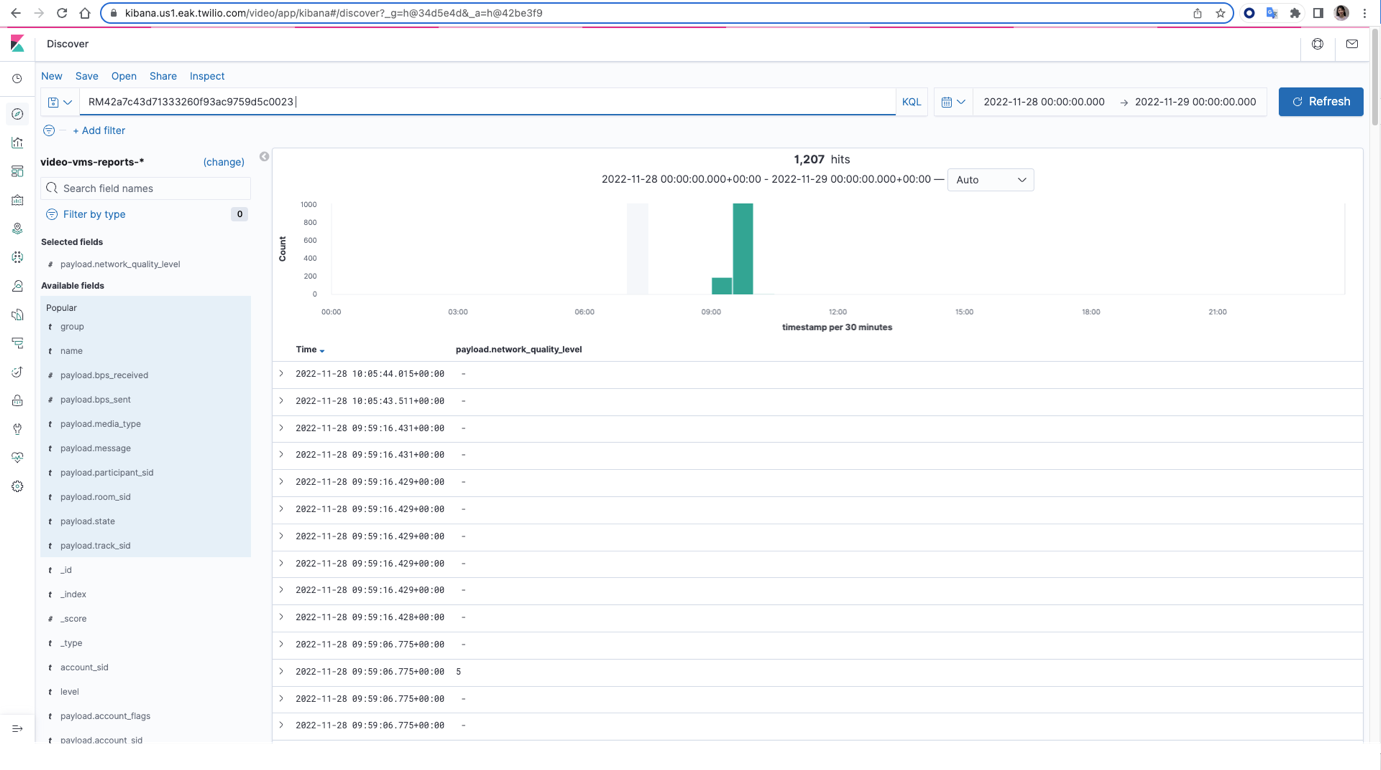 kibana.us1.eak.twilio.com/video/app/kibana#/discover?_g=h@34d5e4d&_a=h@42be3f9
Discover
New Save Open Share Inspect
RM42a7c43d71333260f93ac9759d5c0023
KQL
2022-11-28 00:00:00.000 → 2022-11-29 00:00:00.000
Refresh
+ Add filter
video-vms-reports-*
(change)
Search field names
Filter by type 0
Selected fields
# payload.network_quality_level
Available fields
Popular
t group
t name
# payload.bps_received
# payload.bps_sent
t payload.media_type
t payload.message
t payload.participant_sid
t payload.room_sid
t payload.state
t payload.track_sid
t _id
t _index
# _score
t _type
t account_sid
t level
t payload.account_flags
t payload.account_sid
1,207 hits
2022-11-28 00:00:00.000+00:00 - 2022-11-29 00:00:00.000+00:00 — Auto
Count
1000
800
600
400
200
0
00:00 03:00 06:00 09:00 12:00 15:00 18:00 21:00
timestamp per 30 minutes
Time payload.network_quality_level
2022-11-28 10:05:44.015+00:00 -
2022-11-28 10:05:43.511+00:00 -
2022-11-28 09:59:16.431+00:00 -
2022-11-28 09:59:16.431+00:00 -
2022-11-28 09:59:16.429+00:00 -
2022-11-28 09:59:16.429+00:00 -
2022-11-28 09:59:16.429+00:00 -
2022-11-28 09:59:16.429+00:00 -
2022-11-28 09:59:16.429+00:00 -
2022-11-28 09:59:16.428+00:00 -
2022-11-28 09:59:06.775+00:00 -
2022-11-28 09:59:06.775+00:00 5
2022-11-28 09:59:06.775+00:00 -
2022-11-28 09:59:06.775+00:00 -